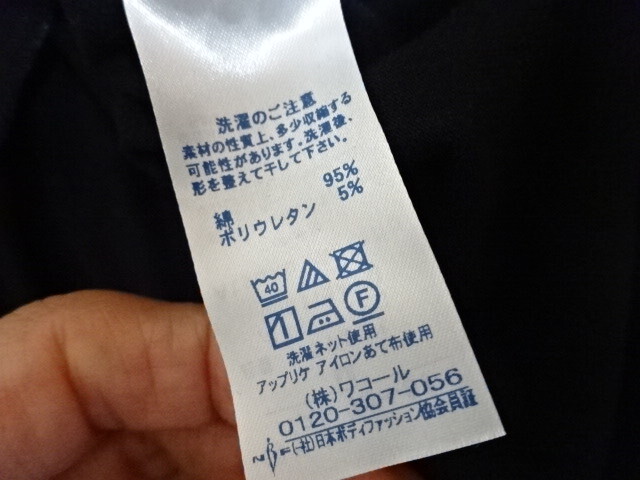 洗濯のご注意
素材の性質上、多少収縮する
可能性があります。洗濯後、
形を整えて干して下さい。
綿 95%
ポリウレタン 5%
40
F
洗濯ネット使用
アップリケ アイロンあて布使用
(株)ワコール
0120-307-056
(一社)日本ボディファッション協会員証